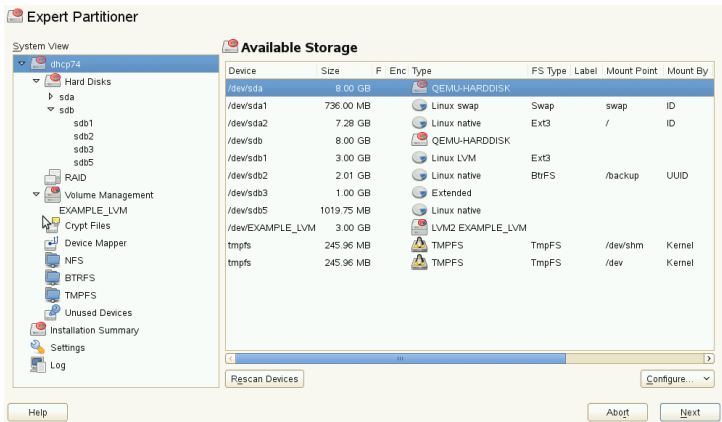 Expert Partitioner
System View
dhcp74
Hard Disks
sda
sdb
sdb1
sdb2
sdb3
sdb5
RAID
Volume Management
EXAMPLE_LVM
Crypt Files
Device Mapper
NFS
BTRFS
TMPFS
Unused Devices
Installation Summary
Settings
Log
Available Storage
Device Size F Enc Type FS Type Label Mount Point Mount By
/dev/sda 8.00 GB QEMU-HARDDISK
/dev/sda1 736.00 MB Linux swap Swap swap ID
/dev/sda2 7.28 GB Linux native Ext3 / ID
/dev/sdb 8.00 GB QEMU-HARDDISK
/dev/sdb1 3.00 GB Linux LVM Ext3
/dev/sdb2 2.01 GB Linux native BtrFS /backup UUID
/dev/sdb3 1.00 GB Extended
/dev/sdb5 1019.75 MB Linux native
/dev/EXAMPLE_LVM 3.00 GB LVM2 EXAMPLE_LVM
tmpfs 245.96 MB TMPFS TmpFS /dev/shm Kernel
tmpfs 245.96 MB TMPFS TmpFS /dev Kernel
Rescan Devices Configure...
Help Abort Next